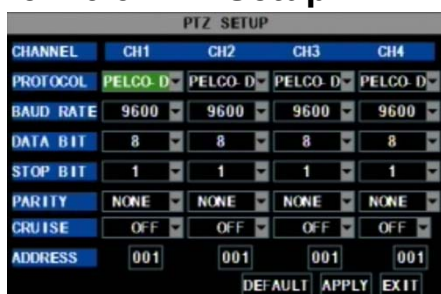 PTZ SETUP
CHANNEL CH1 CH2 CH3 CH4
PROTOCOL PELCO-D PELCO-D PELCO-D PELCO-D
BAUD RATE 9600 9600 9600 9600
DATA BIT 8 8 8 8
STOP BIT 1 1 1 1
PARITY NONE NONE NONE NONE
CRUISE OFF OFF OFF OFF
ADDRESS 001 001 001 001
DEFAULT APPLY EXIT